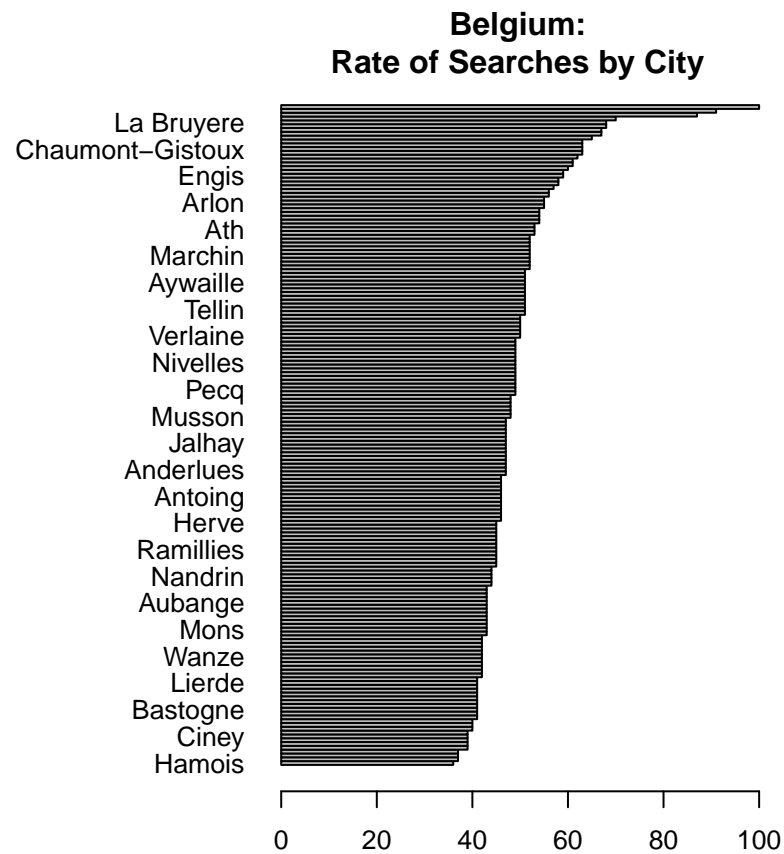 Belgium:
Rate of Searches by City
La Bruyere
Chaumont−Gistoux
Engis
Arlon
Ath
Marchin
Aywaille
Tellin
Verlaine
Nivelles
Pecq
Musson
Jalhay
Anderlues
Antoing
Herve
Ramillies
Nandrin
Aubange
Mons
Wanze
Lierde
Bastogne
Ciney
Hamois
0 20 40 60 80 100